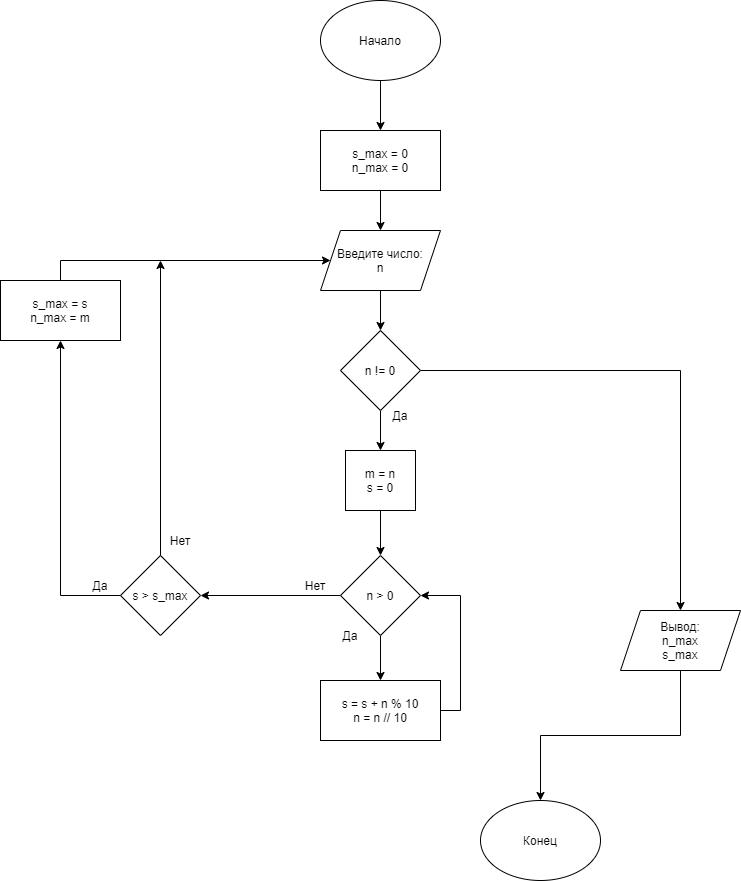 Начало
s_max = 0
n_max = 0
Введите число:
n
s_max = s
n_max = m
n != 0
Да
m = n
s = 0
Нет
Да
s > s_max
Нет
n > 0
Да
s = s + n % 10
n = n // 10
Вывод:
n_max
s_max
Конец